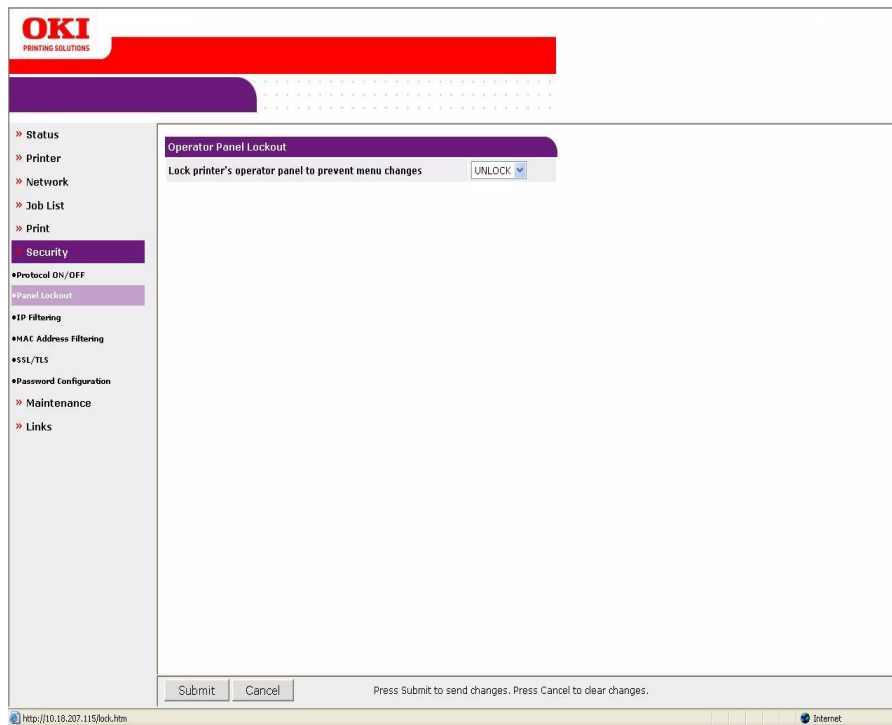 OKI
PRINTING SOLUTIONS
» Status
» Printer
» Network
» Job List
» Print
» Security
•Protocol ON/OFF
•Panel Lockout
•IP Filtering
•MAC Address Filtering
•SSL/TLS
•Password Configuration
» Maintenance
» Links
Operator Panel Lockout
Lock printer's operator panel to prevent menu changes UNLOCK
Submit Cancel Press Submit to send changes. Press Cancel to clear changes.
http://10.18.207.115/lock.htm Internet